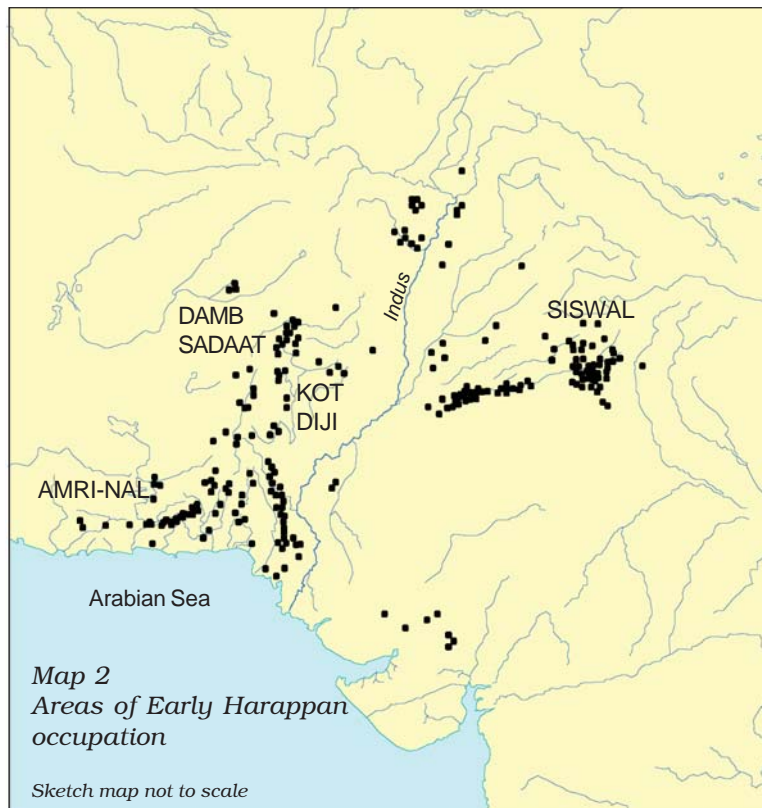 Indus
SISWAL
DAMB
SADAAT
KOT
DIJI
AMRI-NAL
Arabian Sea
Map 2
Areas of Early Harappan
occupation
Sketch map not to scale